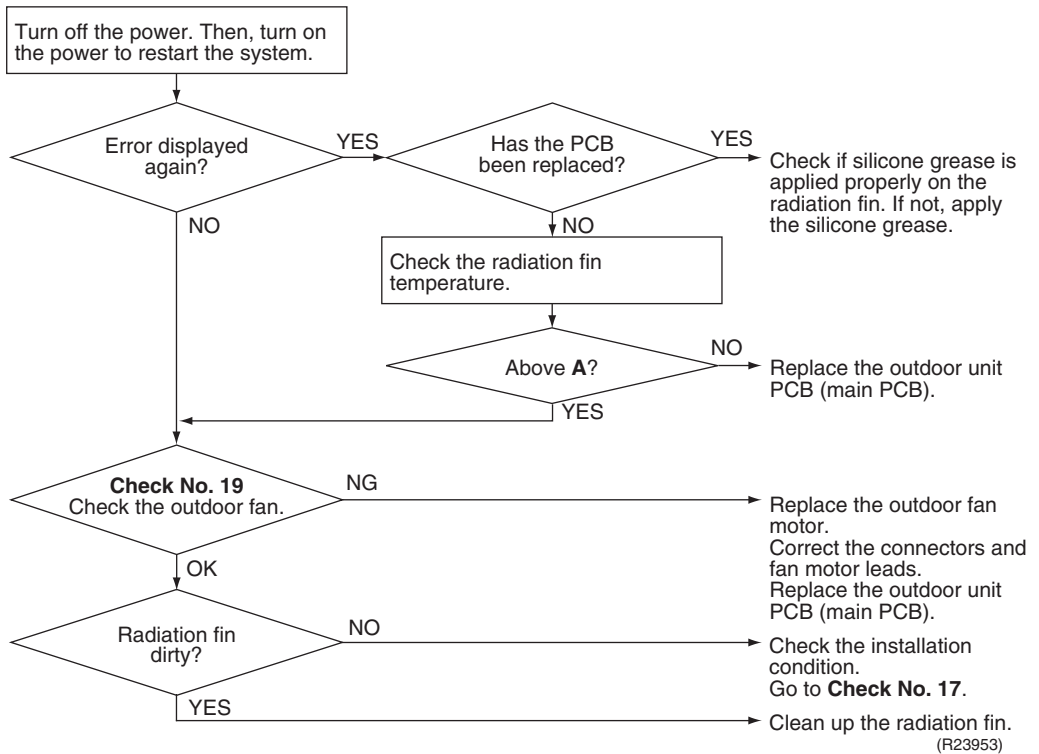 Turn off the power. Then, turn on
the power to restart the system.
Error displayed
again?
YES
Has the PCB
been replaced?
YES
Check if silicone grease is
applied properly on the
radiation fin. If not, apply
the silicone grease.
NO
NO
Check the radiation fin
temperature.
Above A?
NO
Replace the outdoor unit
PCB (main PCB).
YES
Check No. 19
Check the outdoor fan.
NG
Replace the outdoor fan
motor.
Correct the connectors and
fan motor leads.
Replace the outdoor unit
PCB (main PCB).
OK
Radiation fin
dirty?
NO
Check the installation
condition.
Go to Check No. 17.
YES
Clean up the radiation fin.
(R23953)